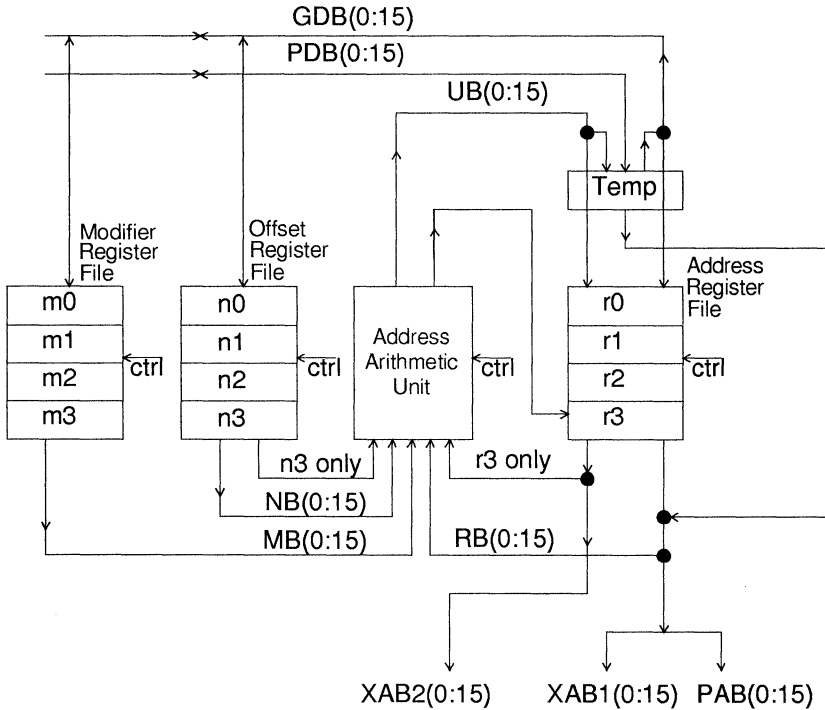 GDB(0:15)
PDB(0:15)
UB(0:15)
Temp
Modifier
Register
File
Offset
Register
File
Address
Register
File
m0
m1
m2
m3
ctrl
n0
n1
n2
n3
ctrl
Address
Arithmetic
Unit
ctrl
r0
r1
r2
r3
ctrl
n3 only
r3 only
NB(0:15)
MB(0:15)
RB(0:15)
XAB2(0:15)
XAB1(0:15)
PAB(0:15)